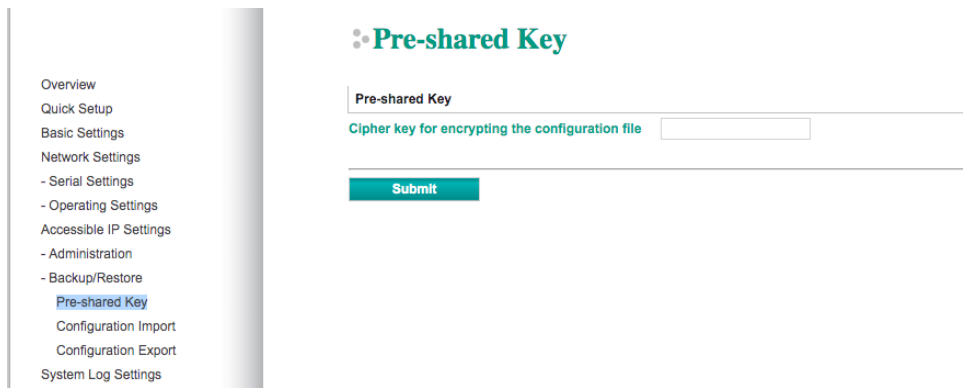 Pre-shared Key
Overview
Quick Setup
Basic Settings
Network Settings
- Serial Settings
- Operating Settings
Accessible IP Settings
- Administration
- Backup/Restore
Pre-shared Key
Configuration Import
Configuration Export
System Log Settings
Pre-shared Key
Cipher key for encrypting the configuration file
Submit